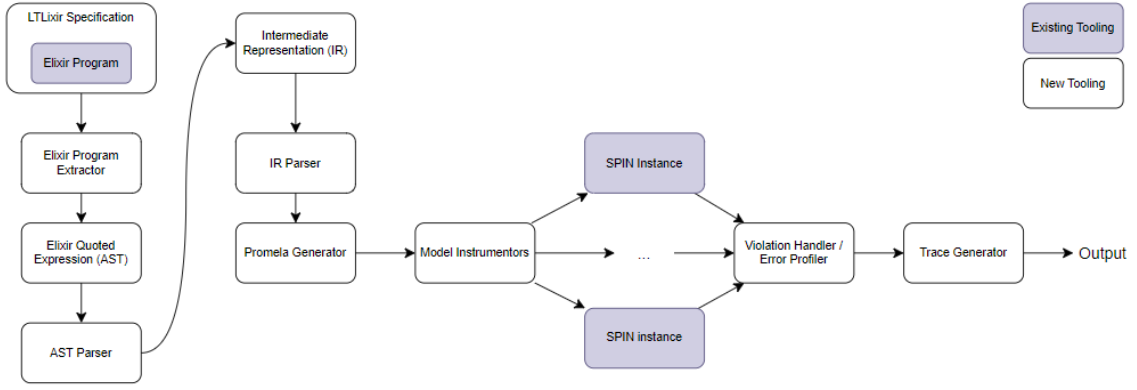 LTLixir Specification
Elixir Program
Elixir Program
Extractor
Elixir Quoted
Expression (AST)
AST Parser
Intermediate
Representation (IR)
IR Parser
Promela Generator
Model Instrumentors
SPIN Instance
...
SPIN instance
Violation Handler /
Error Profiler
Trace Generator
Output
Existing Tooling
New Tooling